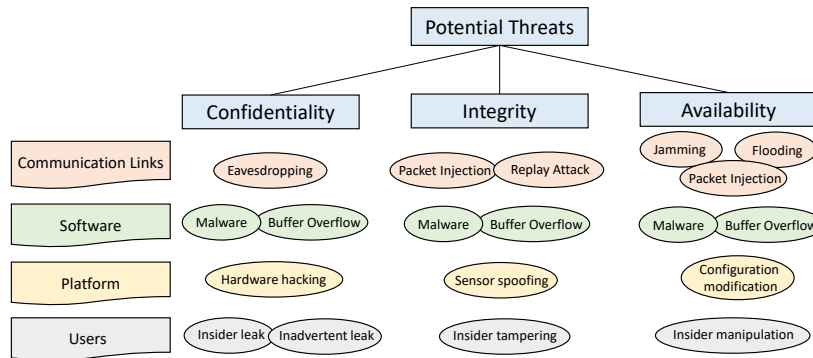 Potential Threats
Confidentiality
Integrity
Availability
Communication Links
Eavesdropping
Packet Injection
Replay Attack
Jamming
Flooding
Packet Injection
Software
Malware
Buffer Overflow
Malware
Buffer Overflow
Malware
Buffer Overflow
Platform
Hardware hacking
Sensor spoofing
Configuration
modification
Users
Insider leak
Inadvertent leak
Insider tampering
Insider manipulation